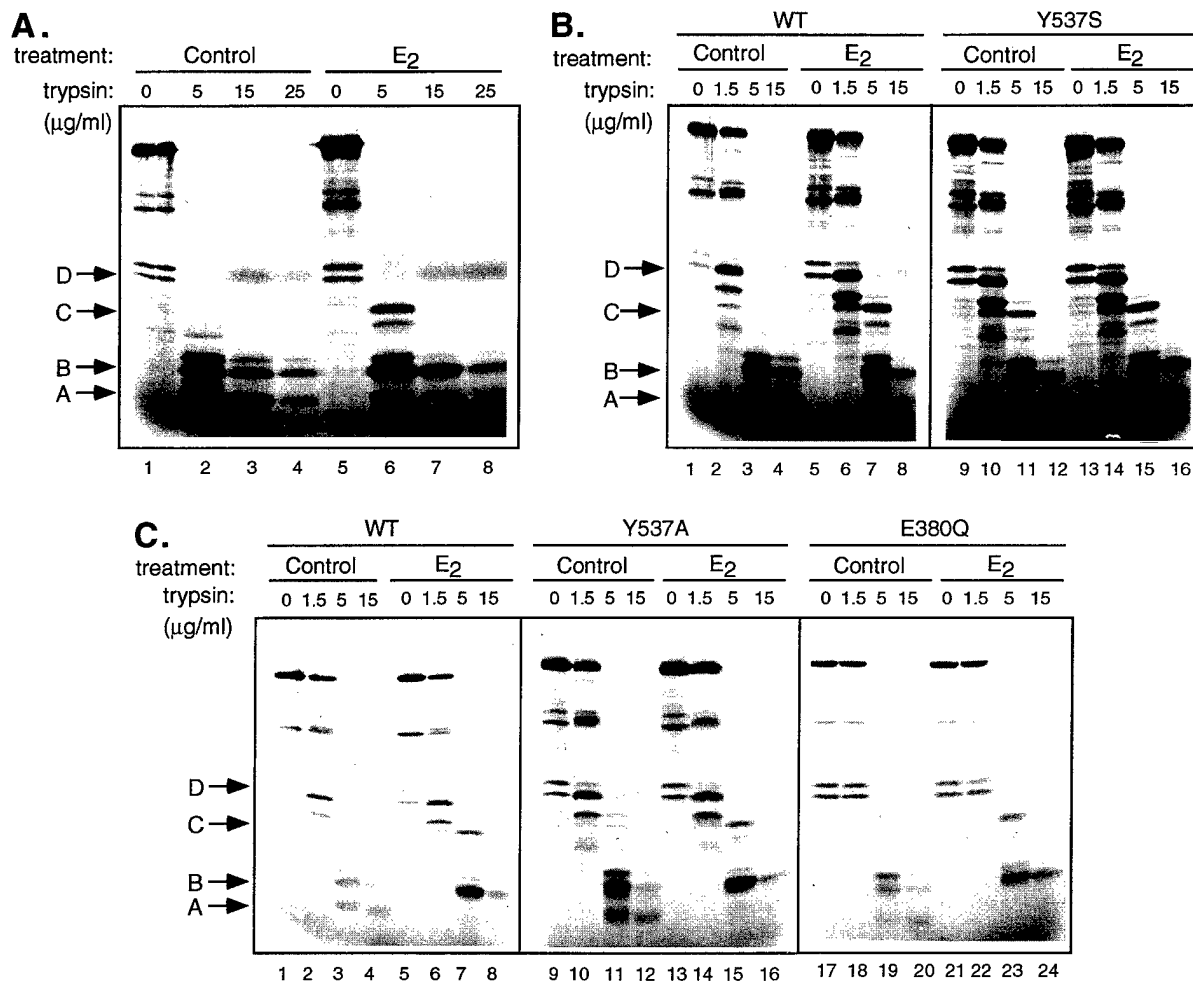 A.
treatment: Control E2
trypsin: 0 5 15 25 0 5 15 25
(µg/ml)
D
C
B
A
1 2 3 4 5 6 7 8
B.
WT Y537S
treatment: Control E2 Control E2
trypsin: 0 1.5 5 15 0 1.5 5 15 0 1.5 5 15 0 1.5 5 15
(µg/ml)
D
C
B
A
1 2 3 4 5 6 7 8 9 10 11 12 13 14 15 16
C.
WT Y537A E380Q
treatment: Control E2 Control E2 Control E2
trypsin: 0 1.5 5 15 0 1.5 5 15 0 1.5 5 15 0 1.5 5 15 0 1.5 5 15 0 1.5 5 15
(µg/ml)
D
C
B
A
1 2 3 4 5 6 7 8 9 10 11 12 13 14 15 16 17 18 19 20 21 22 23 24